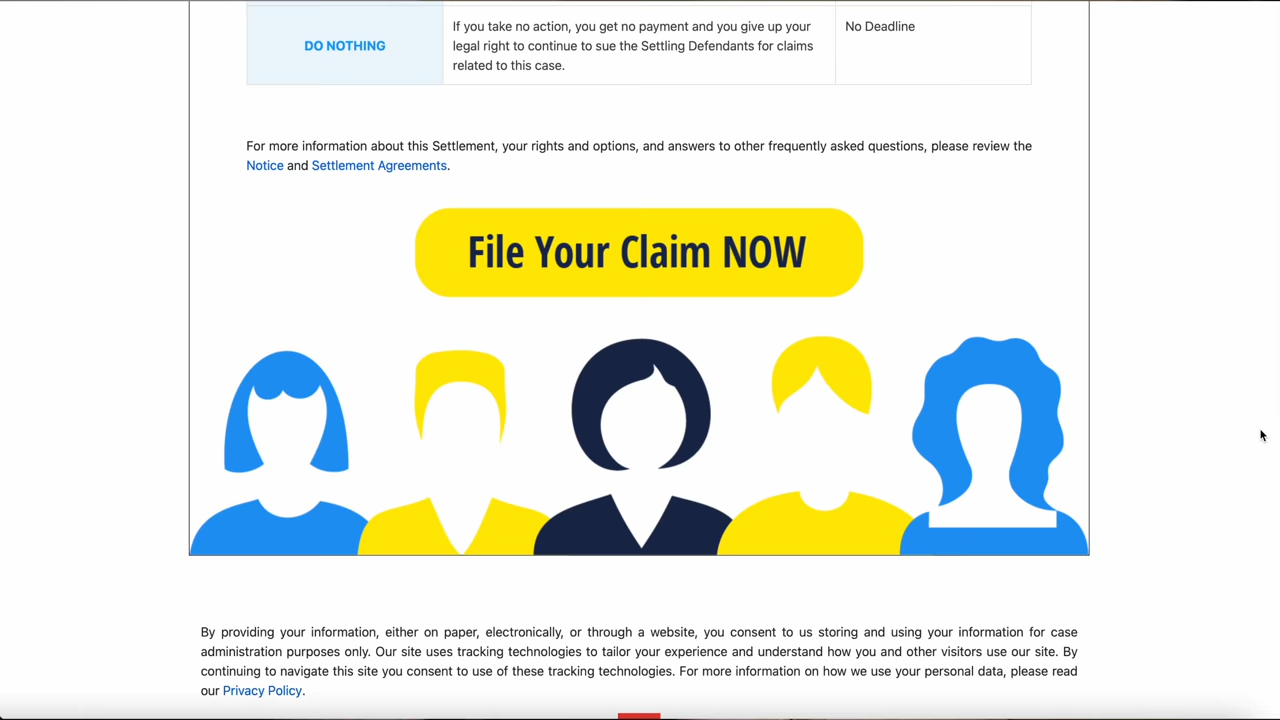 DO NOTHING
If you take no action, you get no payment and you give up your
legal right to continue to sue the Settling Defendants for claims
related to this case.
No Deadline
For more information about this Settlement, your rights and options, and answers to other frequently asked questions, please review the
Notice and Settlement Agreements.
File Your Claim NOW
By providing your information, either on paper, electronically, or through a website, you consent to us storing and using your information for case
administration purposes only. Our site uses tracking technologies to tailor your experience and understand how you and other visitors use our site. By
continuing to navigate this site you consent to use of these tracking technologies. For more information on how we use your personal data, please read
our Privacy Policy.